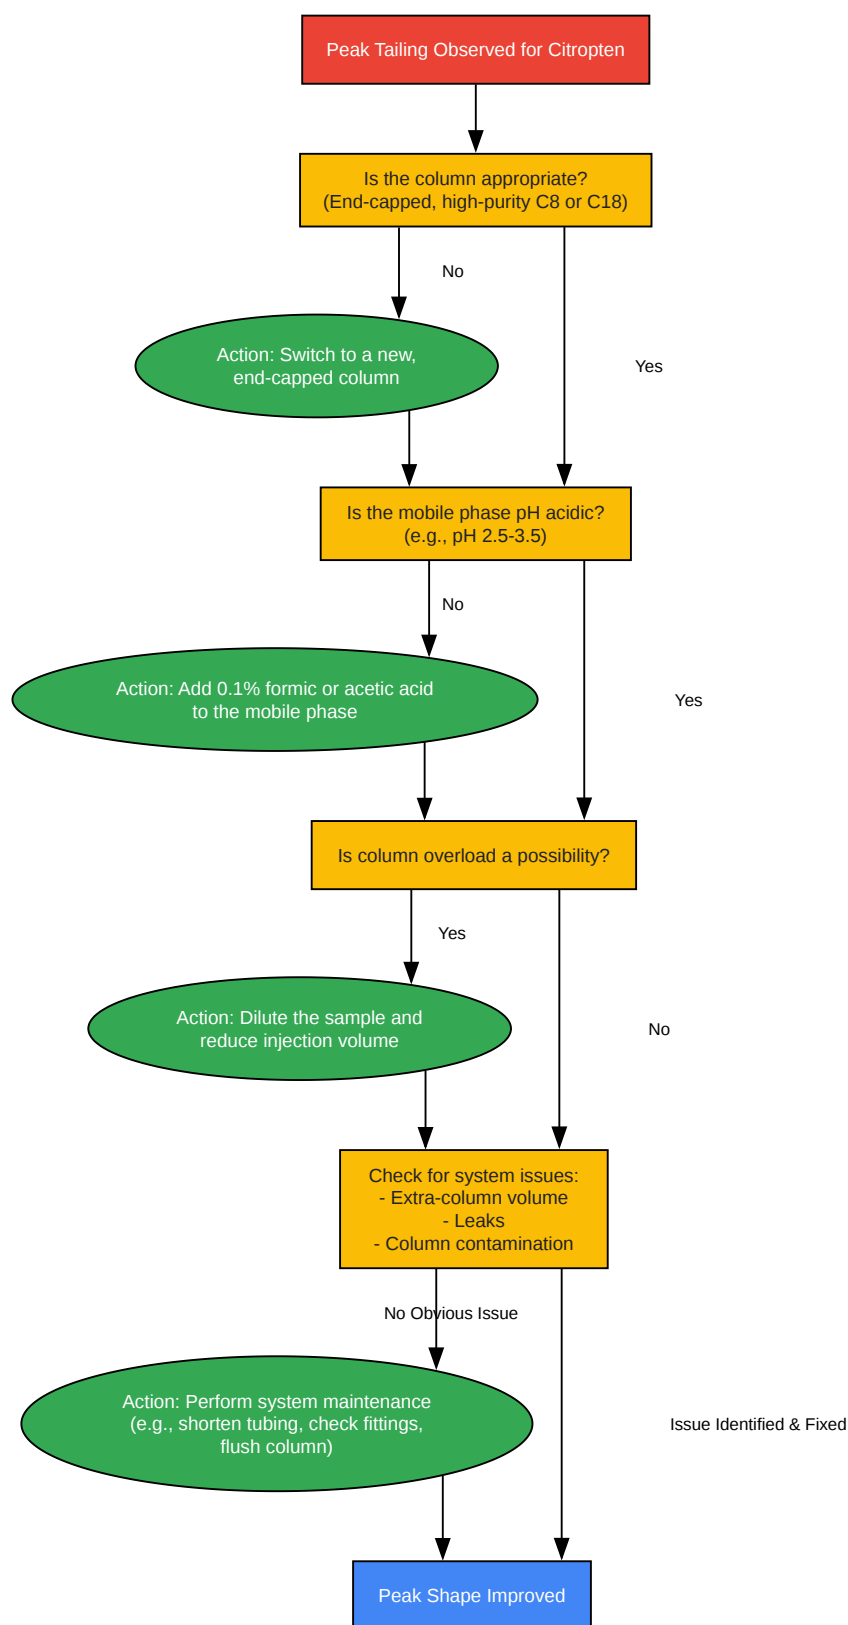 Peak Tailing Observed for Citropten
Is the column appropriate?
(End-capped, high-purity C8 or C18)
No
Action: Switch to a new,
end-capped column
Yes
Is the mobile phase pH acidic?
(e.g., pH 2.5-3.5)
No
Action: Add 0.1% formic or acetic acid
to the mobile phase
Yes
Is column overload a possibility?
Yes
Action: Dilute the sample and
reduce injection volume
No
Check for system issues:
- Extra-column volume
- Leaks
- Column contamination
No Obvious Issue
Action: Perform system maintenance
(e.g., shorten tubing, check fittings,
flush column)
Issue Identified & Fixed
Peak Shape Improved